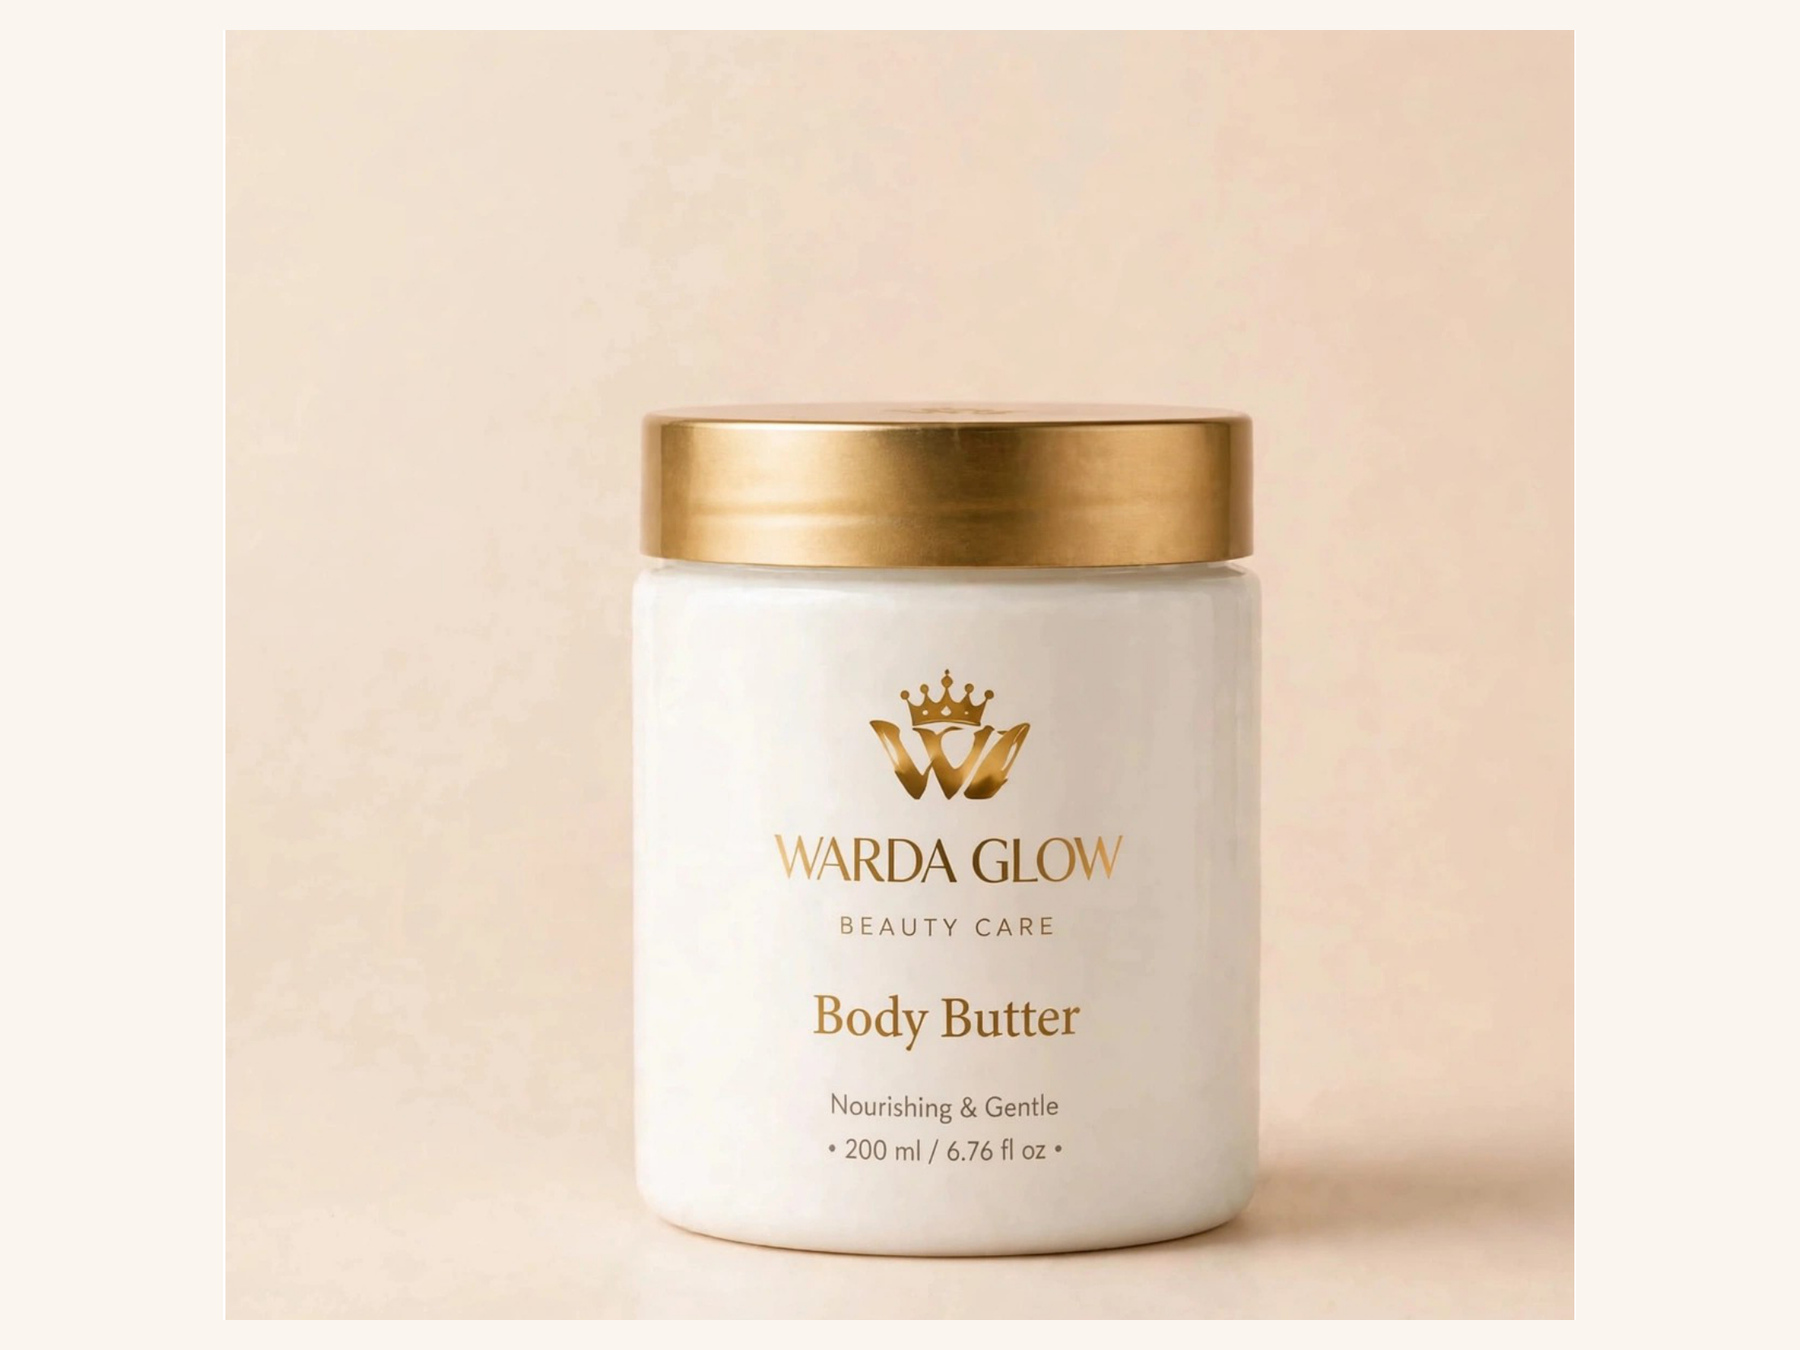 WARDA GLOW
BEAUTY CARE
Body Butter
Nourishing & Gentle
• 200 ml / 6.76 fl oz •